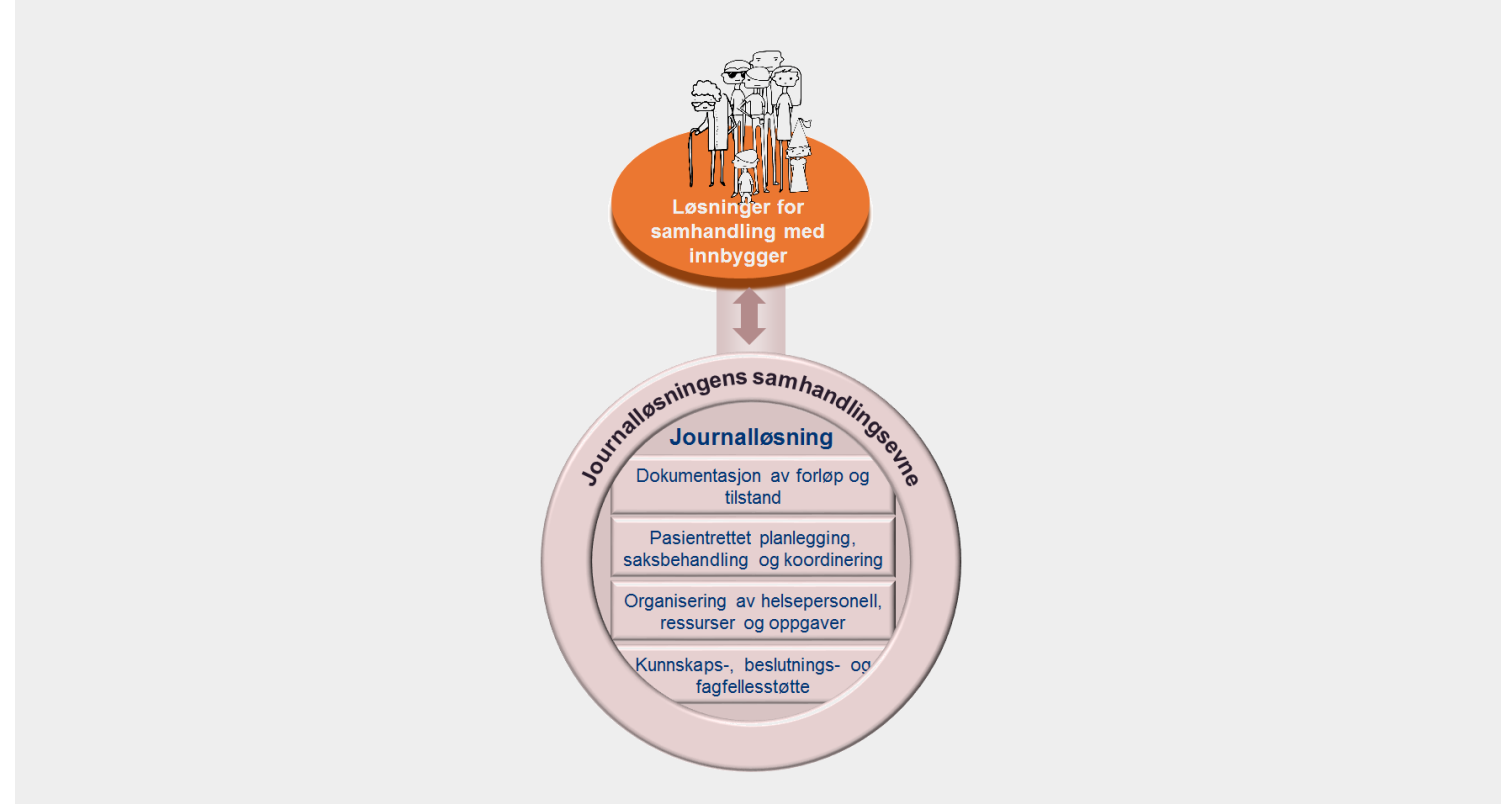 Løsninger for
samhandling med
innbygger
Journalløsningens samhandlingsevne
Journalløsning
Dokumentasjon av forløp og
tilstand
Pasientrettet planlegging,
saksbehandling og koordinering
Organisering av helsepersonell,
ressurser og oppgaver
Kunnskaps-, beslutnings- og
fagfellesstøtte